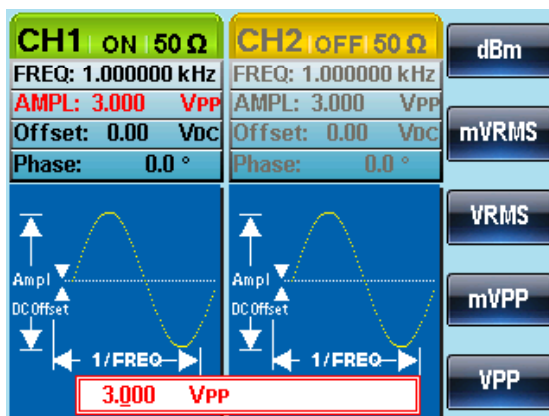 CH1 ON 50 Ω
FREQ: 1.000000 kHz
AMPL: 3.000 VPP
Offset: 0.00 VDC
Phase: 0.0 °
Ampl
DC Offset
1/FREQ
CH2 OFF 50 Ω
FREQ: 1.000000 kHz
AMPL: 3.000 VPP
Offset: 0.00 VDC
Phase: 0.0 °
Ampl
DC Offset
1/FREQ
3.000 VPP
dBm
mVRMS
VRMS
mVPP
VPP